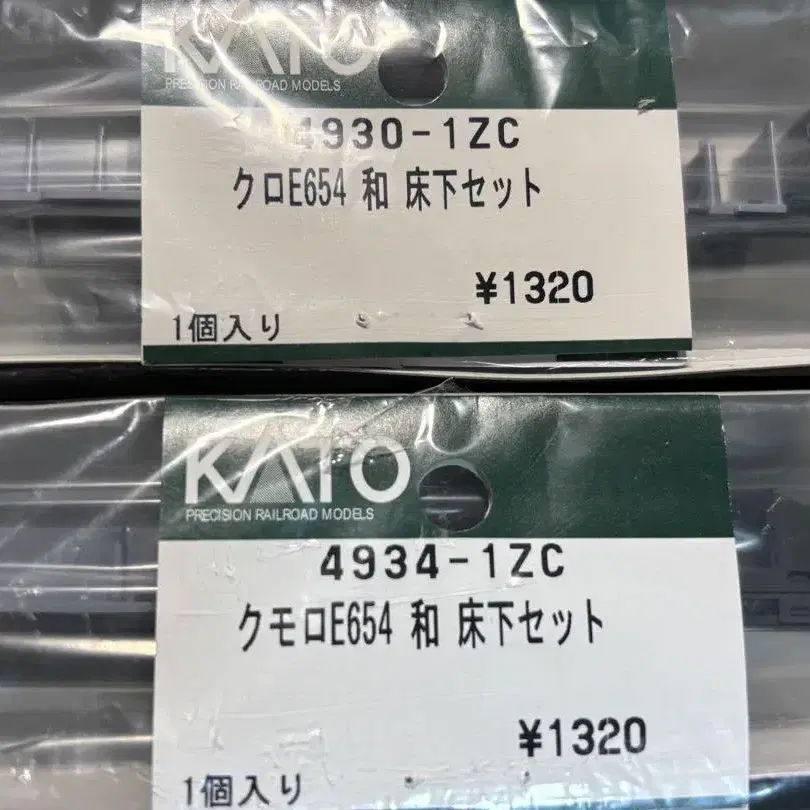 KATO
PRECISION RAILROAD MODELS
4930-1ZC
クロE654 和 床下セット
¥1320
1個入り
KATO
PRECISION RAILROAD MODELS
4934-1ZC
クモロE654 和 床下セット
¥1320
1個入り